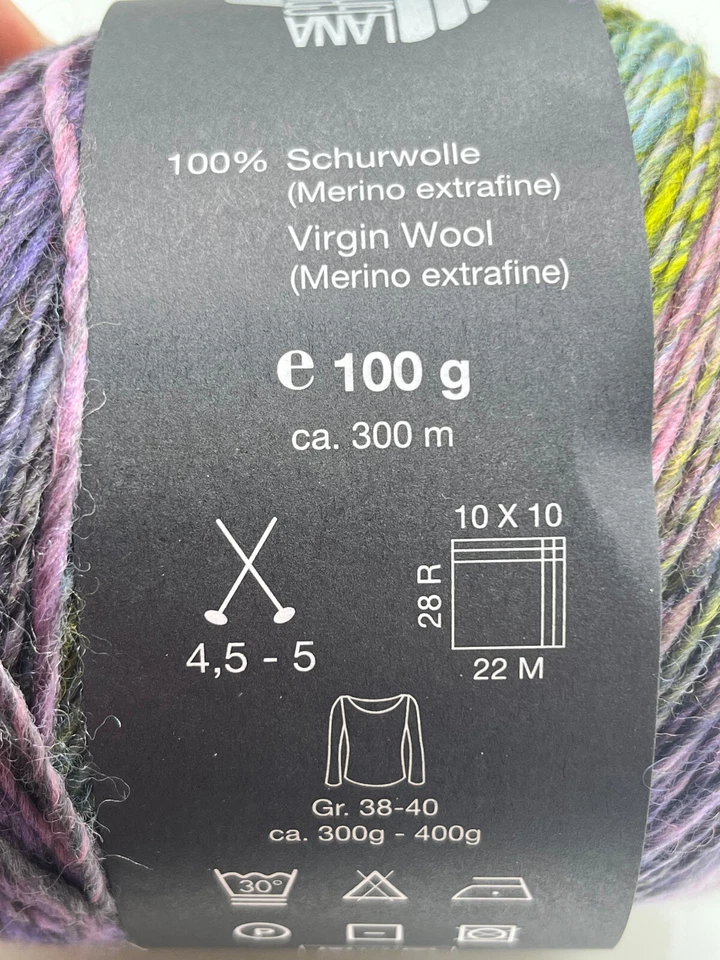 LANA
100% Schurwolle
(Merino extrafine)
Virgin Wool
(Merino extrafine)
℮ 100 g
ca. 300 m
4,5 - 5
10 X 10
28 R
22 M
Gr. 38-40
ca. 300g - 400g
30°
P